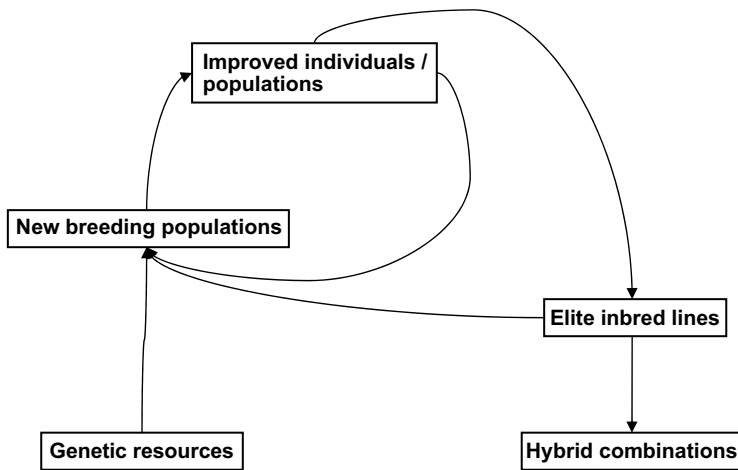 Improved individuals /
populations
New breeding populations
Elite inbred lines
Genetic resources
Hybrid combinations